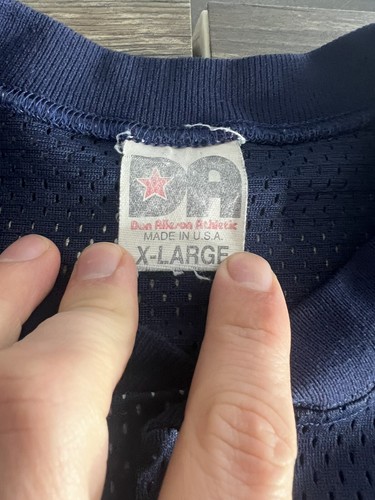 DA
Don Alleson Athletic
MADE IN U.S.A.
X-LARGE